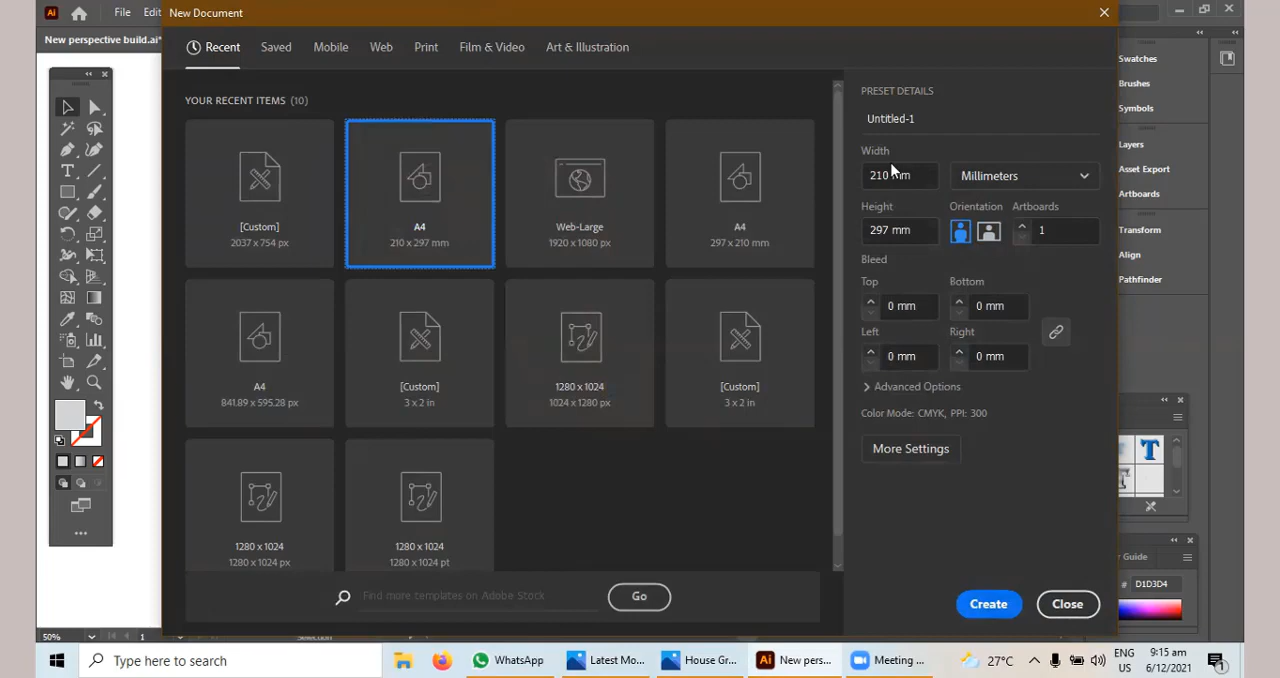 Ai File Edi
New Document
New perspective build.ai*
Recent Saved Mobile Web Print Film & Video Art & Illustration
YOUR RECENT ITEMS (10)
[Custom]
2037 x 754 px
A4
210 x 297 mm
Web-Large
1920 x 1080 px
A4
297 x 210 mm
A4
841.89 x 595.28 px
[Custom]
3 x 2 in
1280 x 1024
1024 x 1280 px
[Custom]
3 x 2 in
1280 x 1024
1280 x 1024 px
1280 x 1024
1280 x 1024 pt
Find more templates on Adobe Stock
Go
PRESET DETAILS
Untitled-1
Width
210 mm Millimeters
Height Orientation Artboards
297 mm 1
Bleed
Top Bottom
0 mm 0 mm
Left Right
0 mm 0 mm
Advanced Options
Color Mode: CMYK, PPI: 300
More Settings
Create Close
Swatches
Brushes
Symbols
Layers
Asset Export
Artboards
Transform
Align
Pathfinder
Guide
# D1D3D4
50% 1
Type here to search
WhatsApp
Latest Mo...
House Gr...
Ai New pers...
Meeting ...
27°C
ENG
US
9:15 am
6/12/2021
1